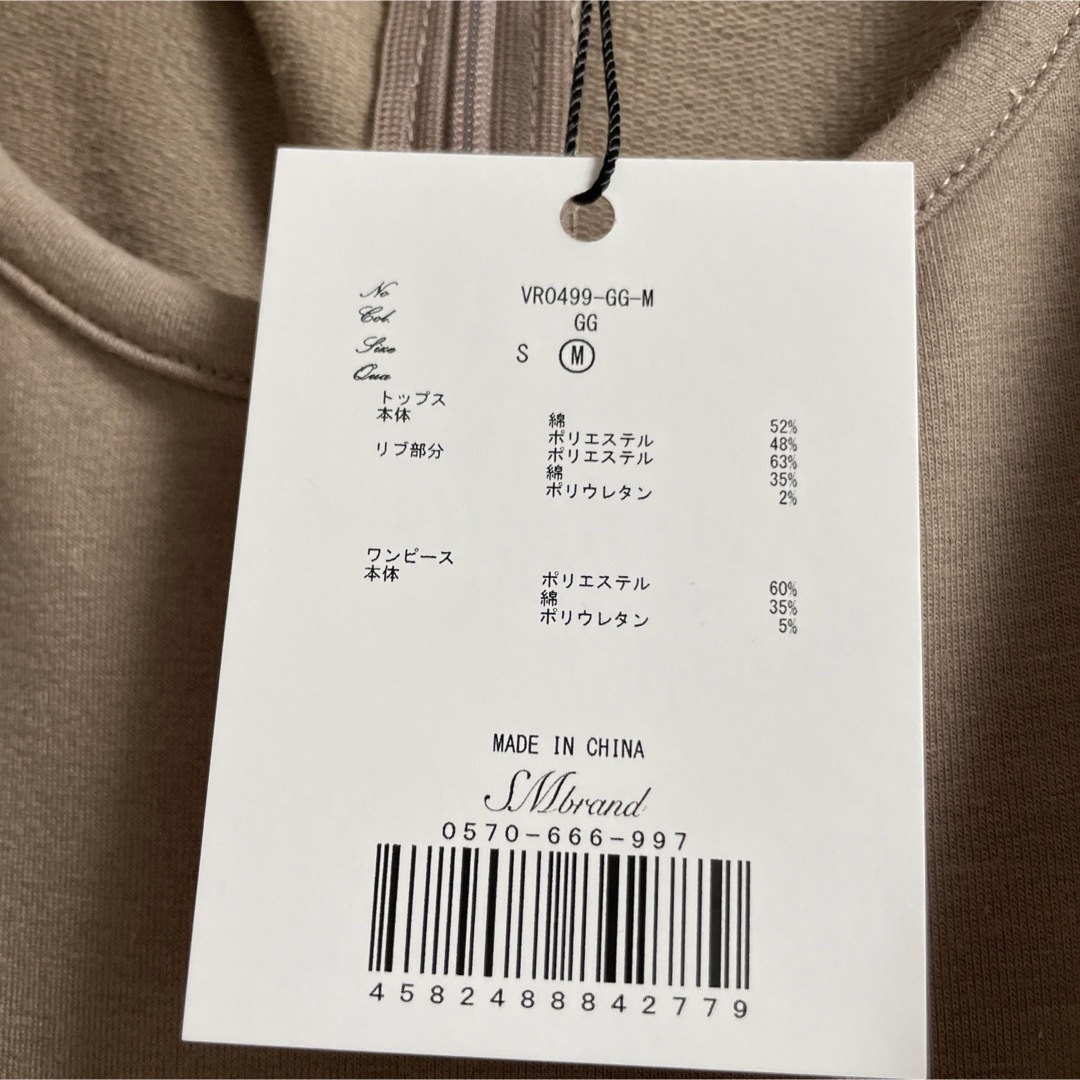 No VR0499-GG-M
Col. GG
Size S M
Qua
トップス
本体 綿 52%
ポリエステル 48%
リブ部分 ポリエステル 63%
綿 35%
ポリウレタン 2%
ワンピース
本体 ポリエステル 60%
綿 35%
ポリウレタン 5%
MADE IN CHINA
SMbrand
0570-666-997
4582488842779